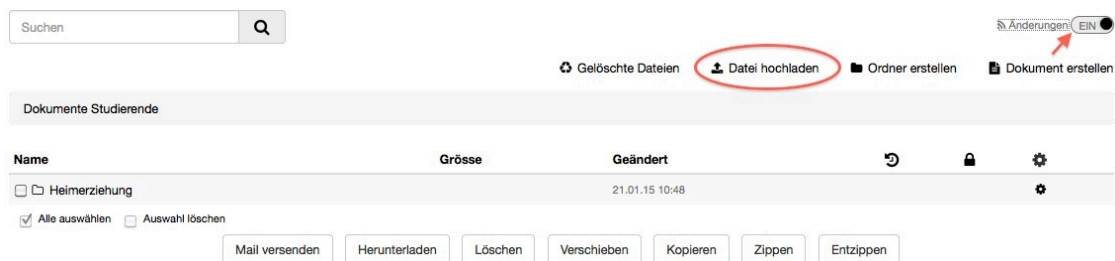 Suchen
Änderungen EIN
Gelöschte Dateien Datei hochladen Ordner erstellen Dokument erstellen
Dokumente Studierende
Name Grösse Geändert
Heimerziehung 21.01.15 10:48
Alle auswählen Auswahl löschen
Mail versenden Herunterladen Löschen Verschieben Kopieren Zippen Entzippen